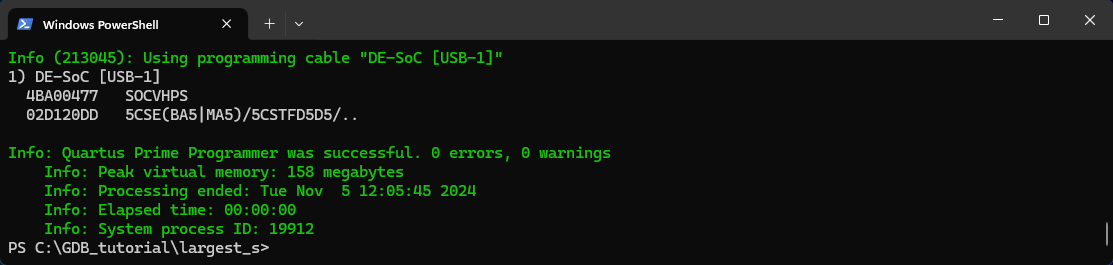 Windows PowerShell
Info (213045): Using programming cable "DE-SoC [USB-1]"
1) DE-SoC [USB-1]
  4BA00477   SOCVHPS
  02D120DD   5CSE(BA5|MA5)/5CSTFD5D5/..
Info: Quartus Prime Programmer was successful. 0 errors, 0 warnings
    Info: Peak virtual memory: 158 megabytes
    Info: Processing ended: Tue Nov  5 12:05:45 2024
    Info: Elapsed time: 00:00:00
    Info: System process ID: 19912
PS C:\GDB_tutorial\largest_s>